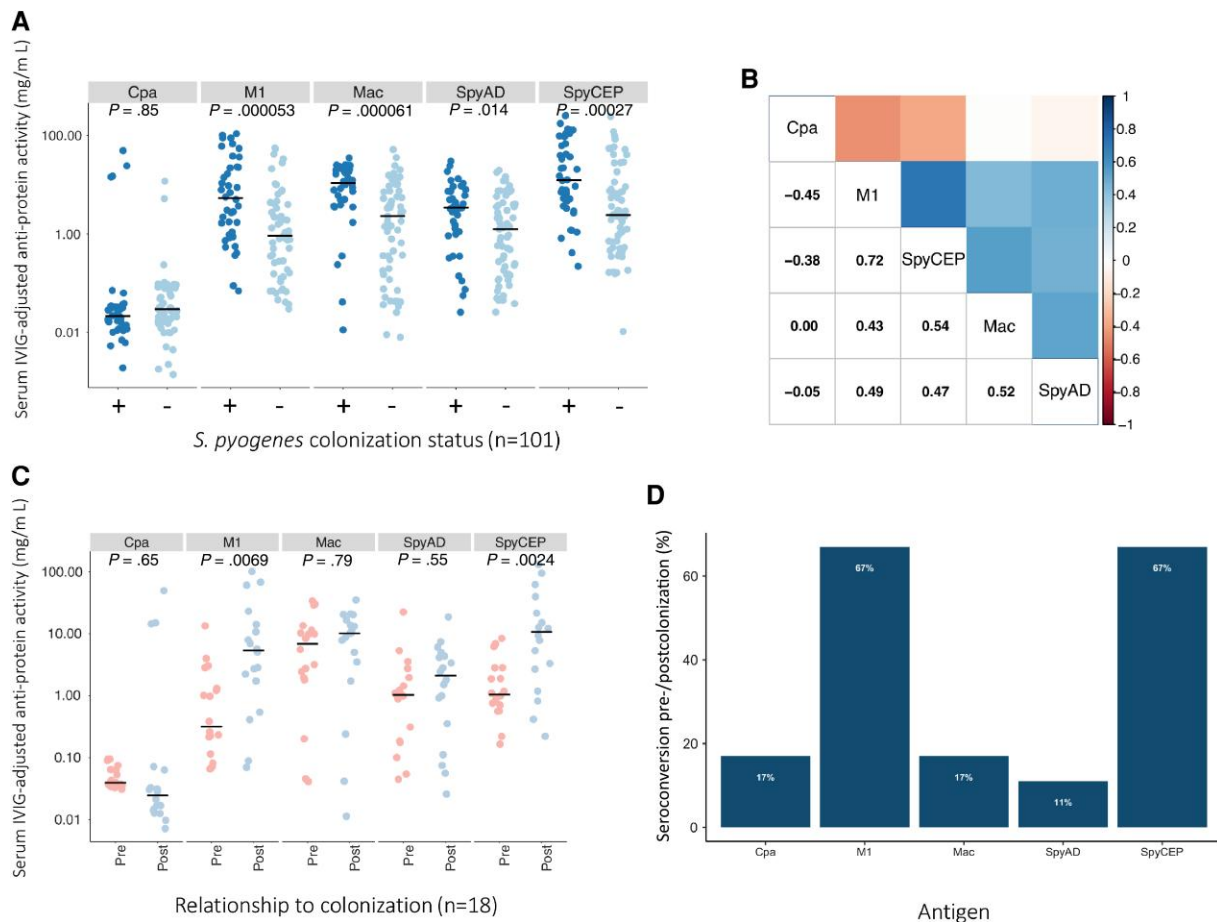 A
Serum IVIG-adjusted anti-protein activity (mg/m L)
Cpa M1 Mac SpyAD SpyCEP
P = .85 P = .000053 P = .000061 P = .014 P = .00027
100.00
1.00
0.01
+ - + - + - + - + -
S. pyogenes colonization status (n=101)
B
Cpa
−0.45 M1
−0.38 0.72 SpyCEP
0.00 0.43 0.54 Mac
−0.05 0.49 0.47 0.52 SpyAD
1
0.8
0.6
0.4
0.2
0
−0.2
−0.4
−0.6
−0.8
−1
C
Serum IVIG-adjusted anti-protein activity (mg/m L)
Cpa M1 Mac SpyAD SpyCEP
P = .65 P = .0069 P = .79 P = .55 P = .0024
100.00
10.00
1.00
0.10
0.01
Pre Post Pre Post Pre Post Pre Post Pre Post
Relationship to colonization (n=18)
D
Seroconversion pre-/postcolonization (%)
60
40
20
0
17% 67% 17% 11% 67%
Cpa M1 Mac SpyAD SpyCEP
Antigen